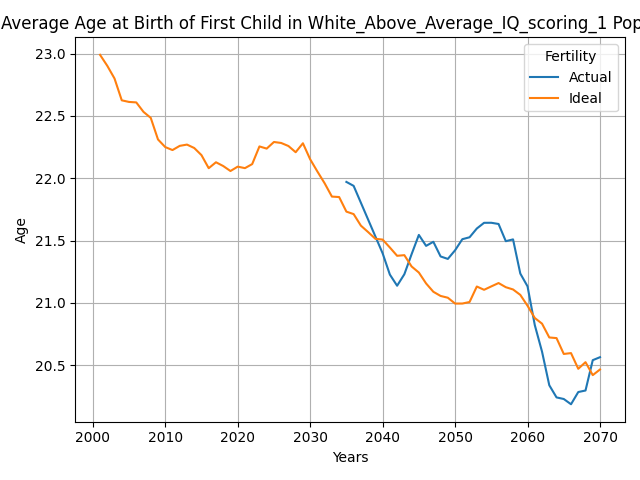 Average Age at Birth of First Child in White_Above_Average_IQ_scoring_1 Pop
Fertility
Actual
Ideal
23.0
22.5
22.0
21.5
21.0
20.5
Age
2000 2010 2020 2030 2040 2050 2060 2070
Years